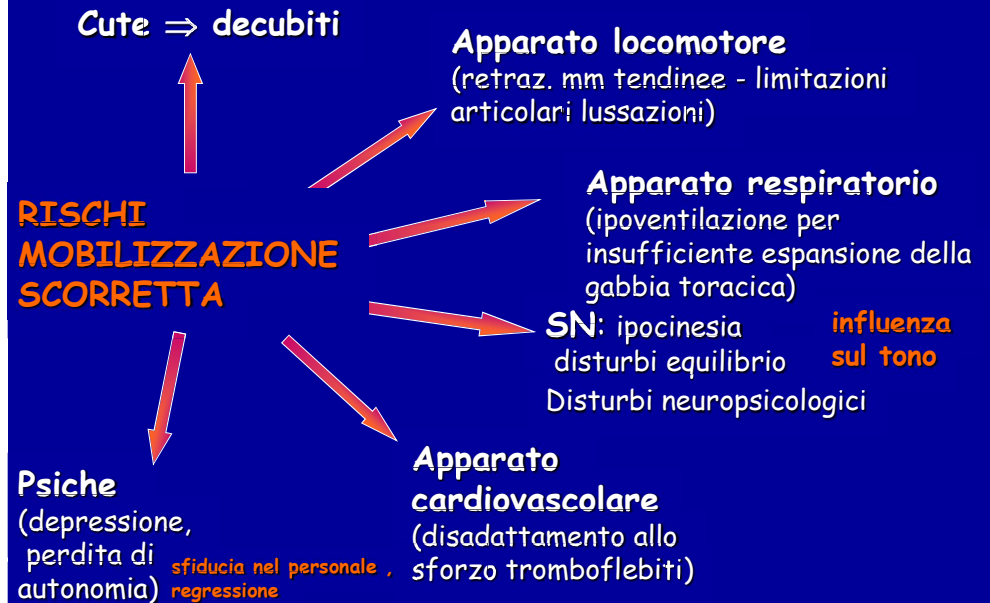 Cute ⇒ decubiti
Apparato locomotore
(retraz. mm tendinee - limitazioni
articolari lussazioni)
RISCHI
MOBILIZZAZIONE
SCORRETTA
Apparato respiratorio
(ipoventilazione per
insufficiente espansione della
gabbia toracica)
SN: ipocinesia
disturbi equilibrio
Disturbi neuropsicologici
influenza
sul tono
Apparato
cardiovascolare
(disadattamento allo
sforzo tromboflebiti)
Psiche
(depressione,
perdita di
autonomia)
sfiducia nel personale ,
regressione